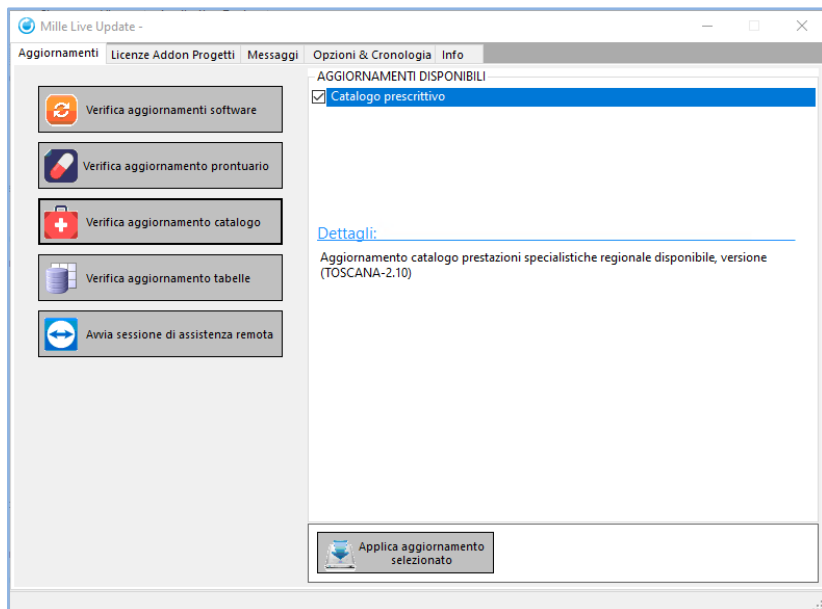 Mille Live Update -
Aggiornamenti Licenze Addon Progetti Messaggi Opzioni & Cronologia Info
Verifica aggiornamenti software
Verifica aggiornamento prontuario
Verifica aggiornamento catalogo
Verifica aggiornamento tabelle
Avvia sessione di assistenza remota
AGGIORNAMENTI DISPONIBILI
Catalogo prescrittivo
Dettagli:
Aggiornamento catalogo prestazioni specialistiche regionale disponibile, versione
(TOSCANA-2.10)
Applica aggiornamento
selezionato